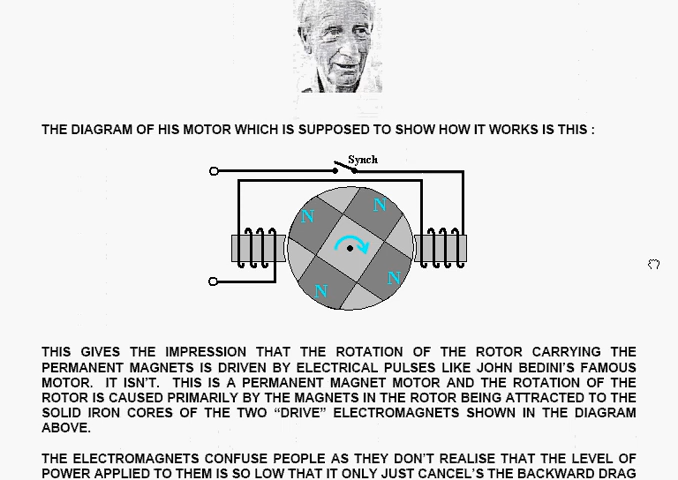 THE DIAGRAM OF HIS MOTOR WHICH IS SUPPOSED TO SHOW HOW IT WORKS IS THIS :
Synch
N
N
N
N
THIS GIVES THE IMPRESSION THAT THE ROTATION OF THE ROTOR CARRYING THE
PERMANENT MAGNETS IS DRIVEN BY ELECTRICAL PULSES LIKE JOHN BEDINI'S FAMOUS
MOTOR. IT ISN'T. THIS IS A PERMANENT MAGNET MOTOR AND THE ROTATION OF THE
ROTOR IS CAUSED PRIMARILY BY THE MAGNETS IN THE ROTOR BEING ATTRACTED TO THE
SOLID IRON CORES OF THE TWO “DRIVE” ELECTROMAGNETS SHOWN IN THE DIAGRAM
ABOVE.
THE ELECTROMAGNETS CONFUSE PEOPLE AS THEY DON'T REALISE THAT THE LEVEL OF
POWER APPLIED TO THEM IS SO LOW THAT IT ONLY JUST CANCEL'S THE BACKWARD DRAG